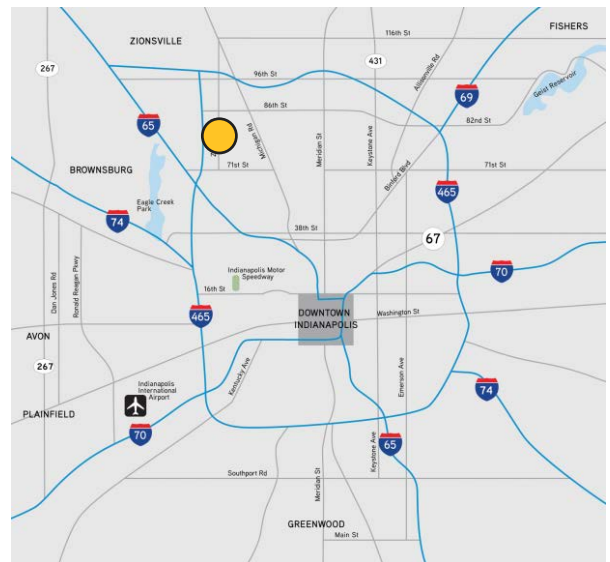 116th St
FISHERS
ZIONSVILLE
431
Allisonville Rd
267
96th St
Geist Reservoir
69
86th St
82nd St
65
Michigan Rd
Meridian St
Keystone Ave
Binford Blvd
71st St
71st St
BROWNSBURG
465
Eagle Creek
Park
74
38th St
67
Dan Jones Rd
Ronald Reagan Pkwy
Indianapolis Motor
Speedway
70
16th St
465
DOWNTOWN
INDIANAPOLIS
Washington St
AVON
267
Kentucky Ave
Emerson Ave
74
Indianapolis
International
Airport
PLAINFIELD
70
65
Keystone Ave
Southport Rd
Meridian St
GREENWOOD
Main St